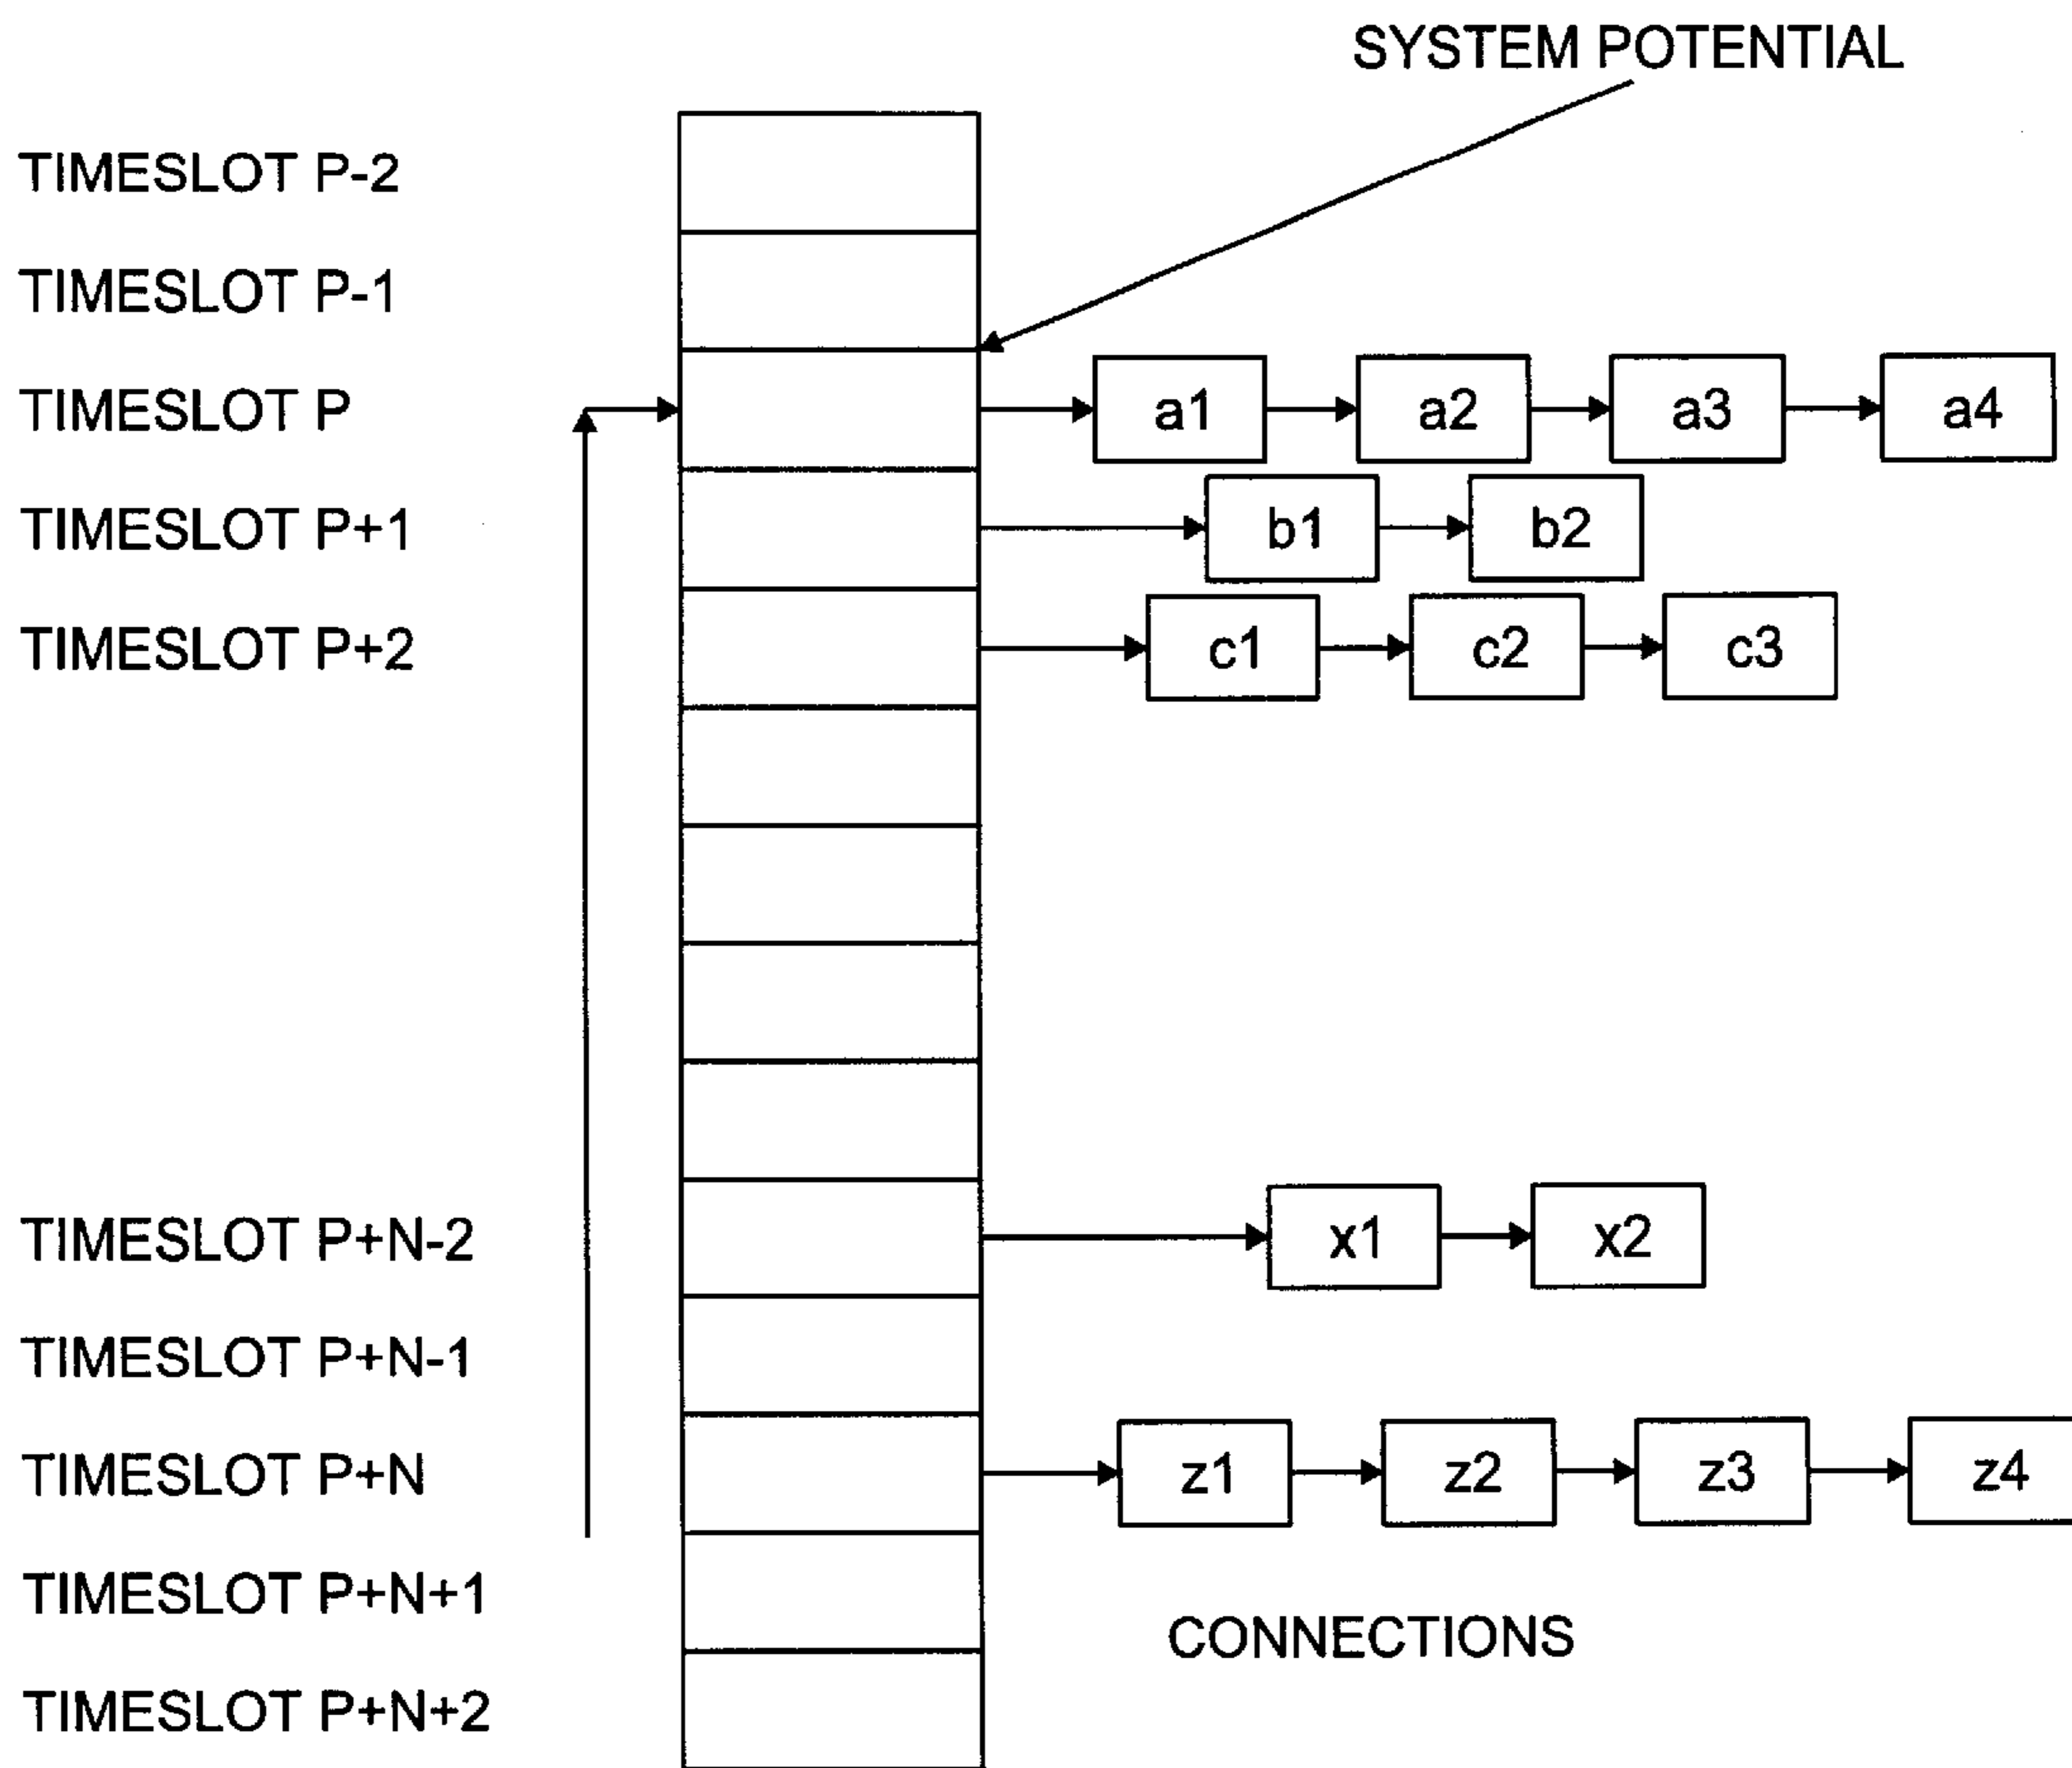 SYSTEM POTENTIAL
TIMESLOT P-2
TIMESLOT P-1
TIMESLOT P
a1 a2 a3 a4
TIMESLOT P+1
b1 b2
TIMESLOT P+2
c1 c2 c3
TIMESLOT P+N-2
x1 x2
TIMESLOT P+N-1
TIMESLOT P+N
z1 z2 z3 z4
TIMESLOT P+N+1
CONNECTIONS
TIMESLOT P+N+2